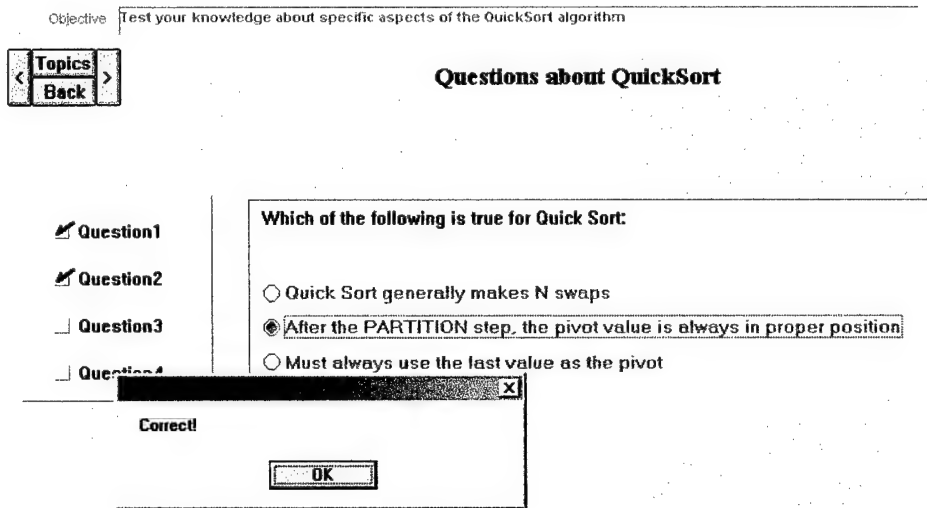 Objective Test your knowledge about specific aspects of the QuickSort algorithm
< Topics >
Back
Questions about QuickSort
Question1
Question2
Question3
Question4
Which of the following is true for Quick Sort:
Quick Sort generally makes N swaps
After the PARTITION step, the pivot value is always in proper position
Must always use the last value as the pivot
X
Correct!
OK